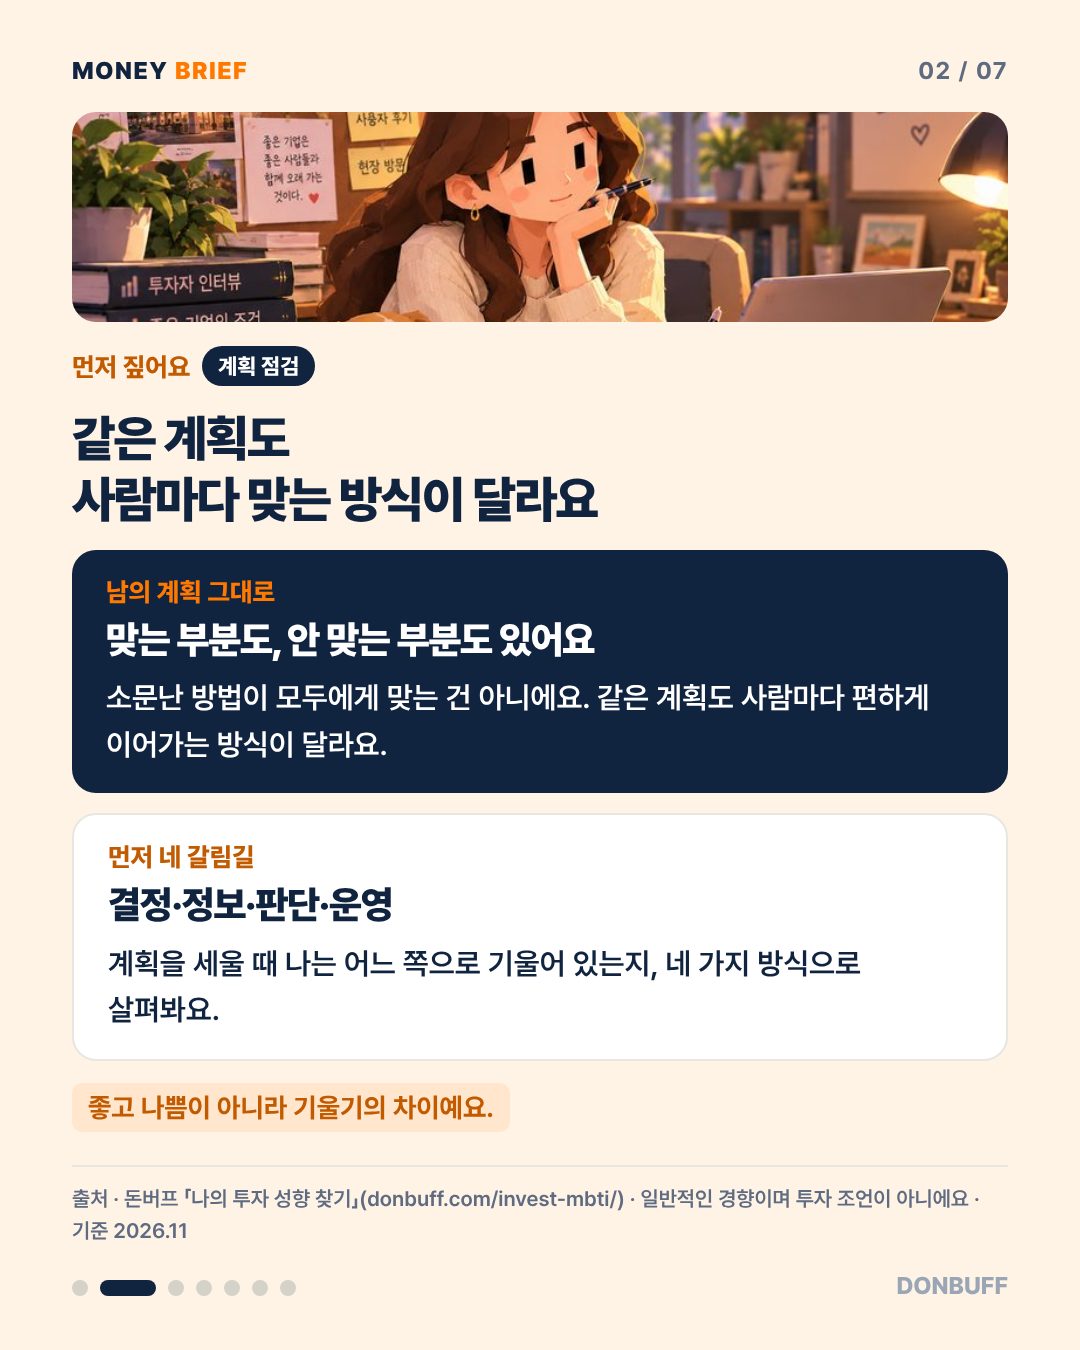 MONEY BRIEF
02 / 07
좋은 기업은
좋은 사람들과
함께 오래 가는
것이다.
사용자 후기
현장 방문
투자자 인터뷰
먼저 짚어요
계획 점검
같은 계획도
사람마다 맞는 방식이 달라요
남의 계획 그대로
맞는 부분도, 안 맞는 부분도 있어요
소문난 방법이 모두에게 맞는 건 아니에요. 같은 계획도 사람마다 편하게
이어가는 방식이 달라요.
먼저 네 갈림길
결정·정보·판단·운영
계획을 세울 때 나는 어느 쪽으로 기울어 있는지, 네 가지 방식으로
살펴봐요.
좋고 나쁨이 아니라 기울기의 차이예요.
출처 · 돈버프 「나의 투자 성향 찾기」(donbuff.com/invest-mbti/) · 일반적인 경향이며 투자 조언이 아니에요 ·
기준 2026.11
DONBUFF